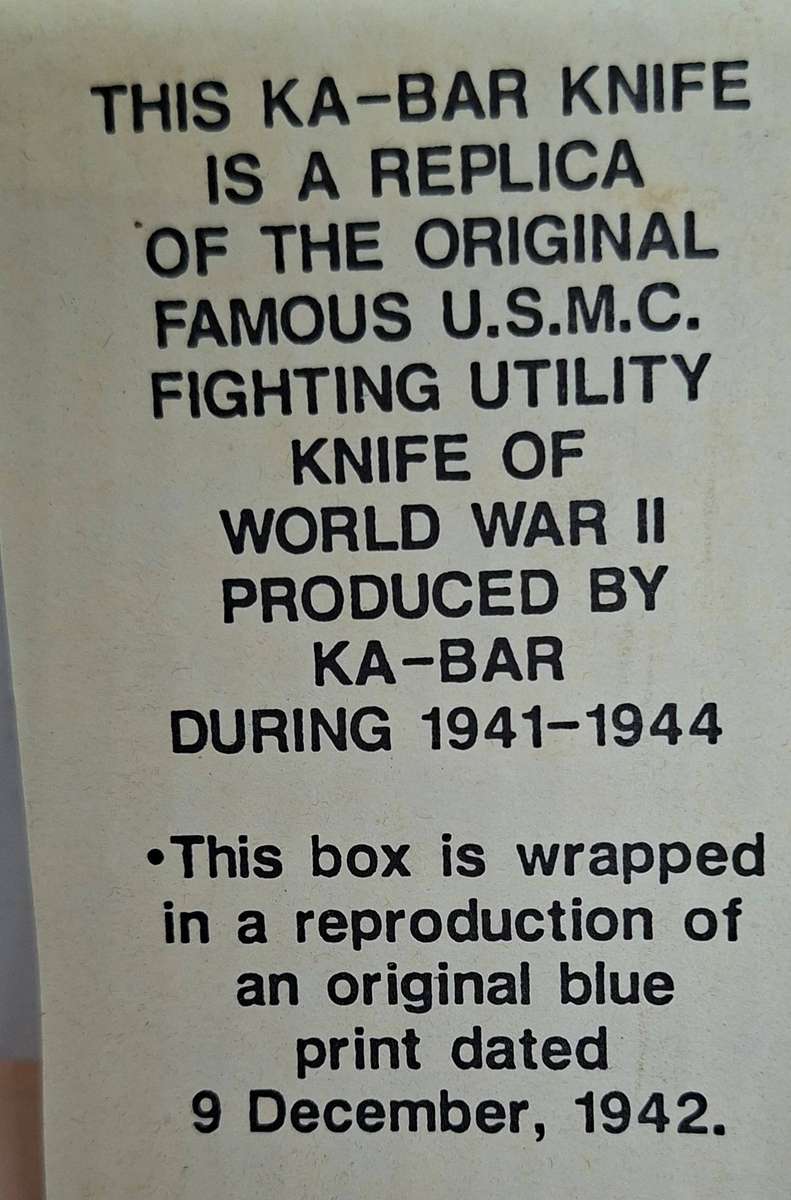 THIS KA-BAR KNIFE
IS A REPLICA
OF THE ORIGINAL
FAMOUS U.S.M.C.
FIGHTING UTILITY
KNIFE OF
WORLD WAR II
PRODUCED BY
KA-BAR
DURING 1941-1944
•This box is wrapped
in a reproduction of
an original blue
print dated
9 December, 1942.